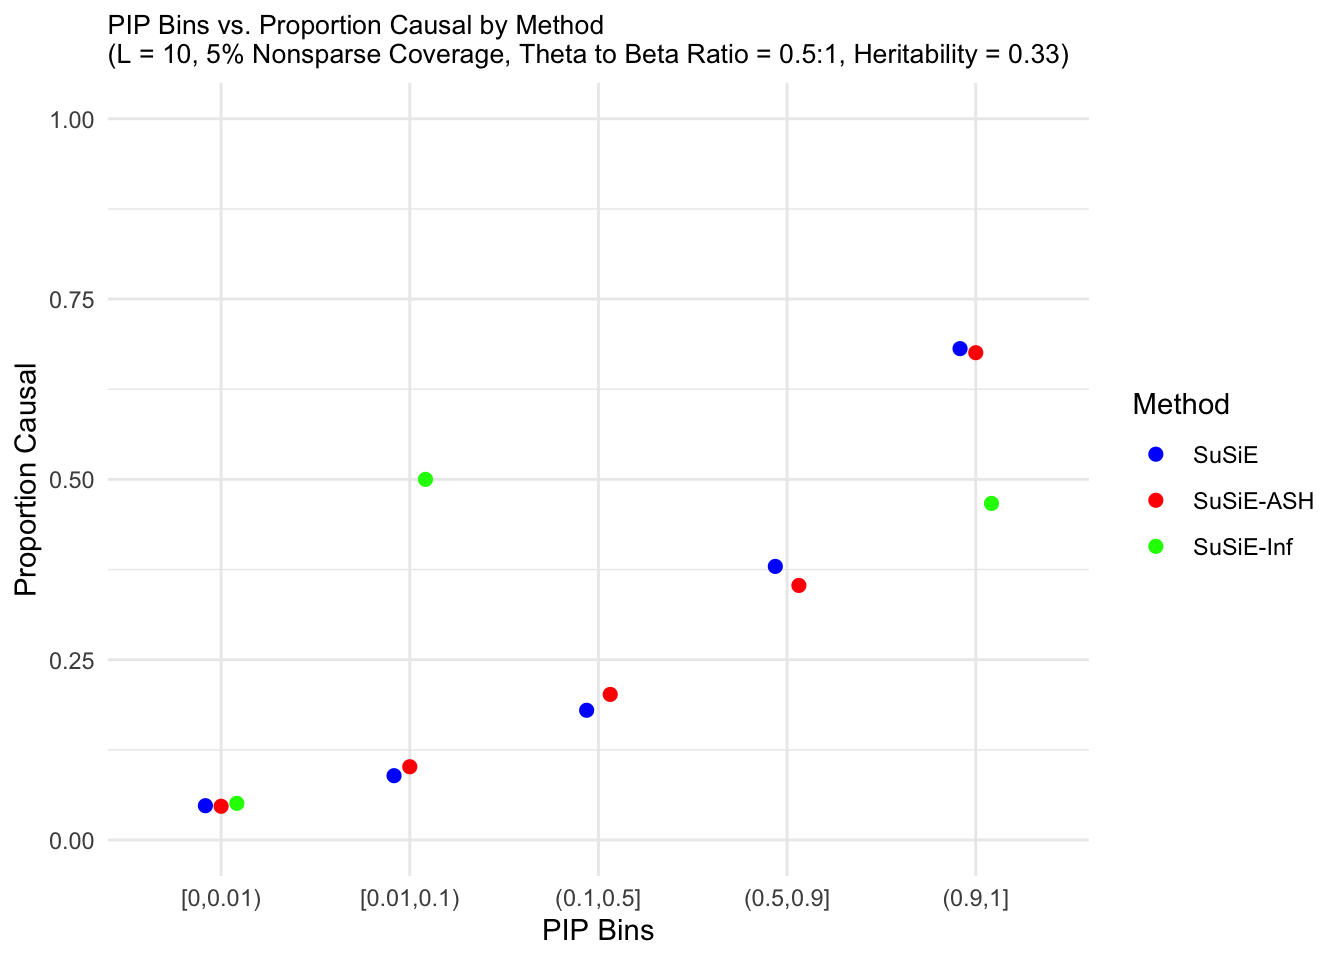 PIP Bins vs. Proportion Causal by Method
(L = 10, 5% Nonsparse Coverage, Theta to Beta Ratio = 0.5:1, Heritability = 0.33)
1.00
0.75
0.50
0.25
0.00
Proportion Causal
[0,0.01)
[0.01,0.1)
(0.1,0.5]
(0.5,0.9]
(0.9,1]
PIP Bins
Method
SuSiE
SuSiE-ASH
SuSiE-Inf